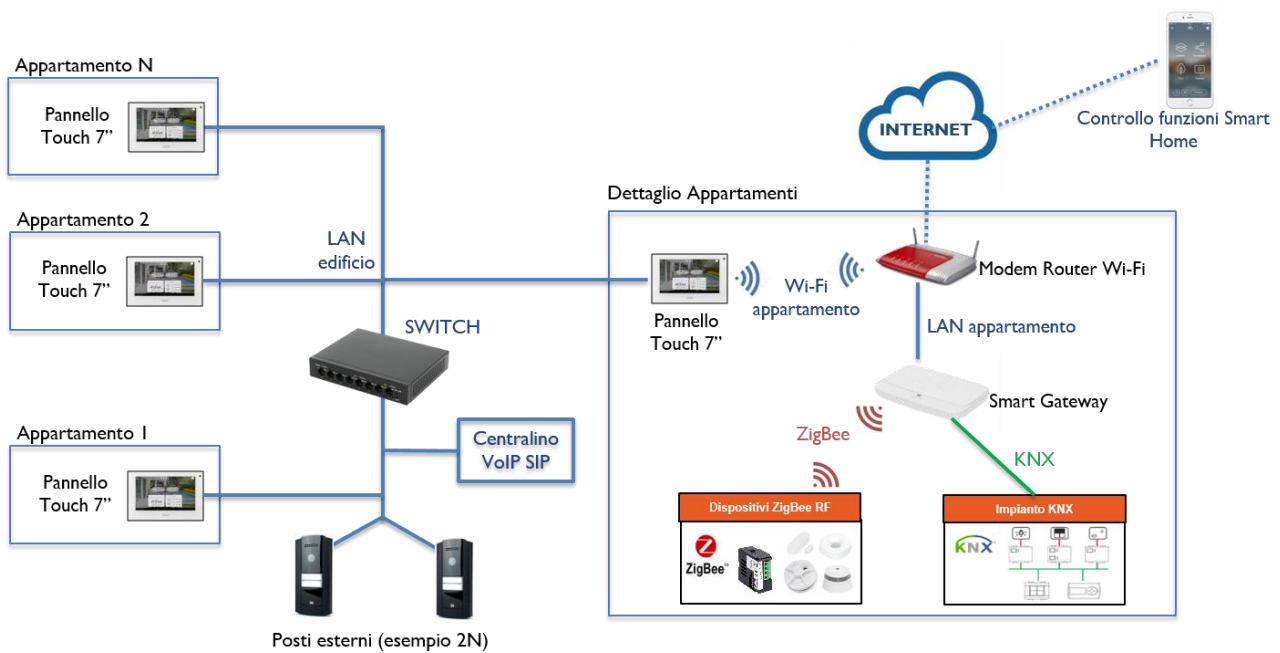 Appartamento N
Pannello
Touch 7”
Appartamento 2
Pannello
Touch 7”
LAN
edificio
SWITCH
Appartamento 1
Pannello
Touch 7”
Centralino
VoIP SIP
Posti esterni (esempio 2N)
INTERNET
Controllo funzioni Smart
Home
Dettaglio Appartamenti
Pannello
Touch 7”
Wi-Fi
appartamento
Modem Router Wi-Fi
LAN appartamento
Smart Gateway
ZigBee
KNX
Dispositivi ZigBee RF
ZigBee
Impianto KNX
KNX